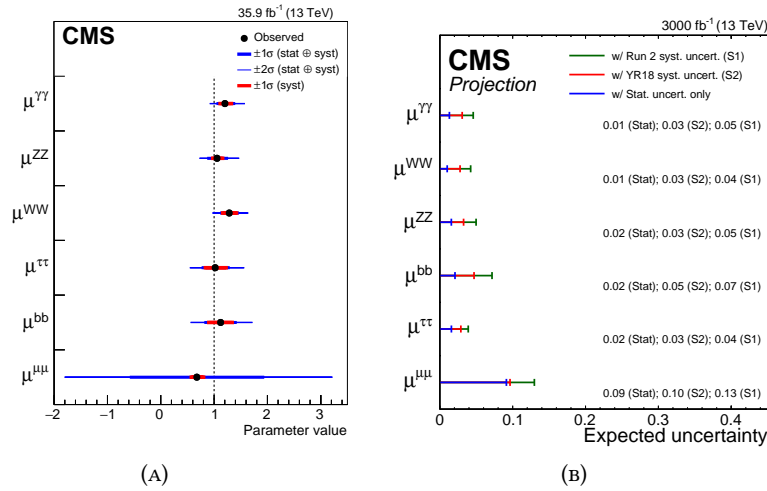 35.9 fb⁻¹ (13 TeV)
CMS
Observed
±1σ (stat ⊕ syst)
±2σ (stat ⊕ syst)
±1σ (syst)
μ^γγ
μ^ZZ
μ^WW
μ^ττ
μ^bb
μ^μμ
−2 −1 0 1 2 3
Parameter value
(A)
3000 fb⁻¹ (13 TeV)
CMS
Projection
w/ Run 2 syst. uncert. (S1)
w/ YR18 syst. uncert. (S2)
w/ Stat. uncert. only
μ^γγ 0.01 (Stat); 0.03 (S2); 0.05 (S1)
μ^WW 0.01 (Stat); 0.03 (S2); 0.04 (S1)
μ^ZZ 0.02 (Stat); 0.03 (S2); 0.05 (S1)
μ^bb 0.02 (Stat); 0.05 (S2); 0.07 (S1)
μ^ττ 0.02 (Stat); 0.03 (S2); 0.04 (S1)
μ^μμ 0.09 (Stat); 0.10 (S2); 0.13 (S1)
0 0.1 0.2 0.3 0.4
Expected uncertainty
(B)